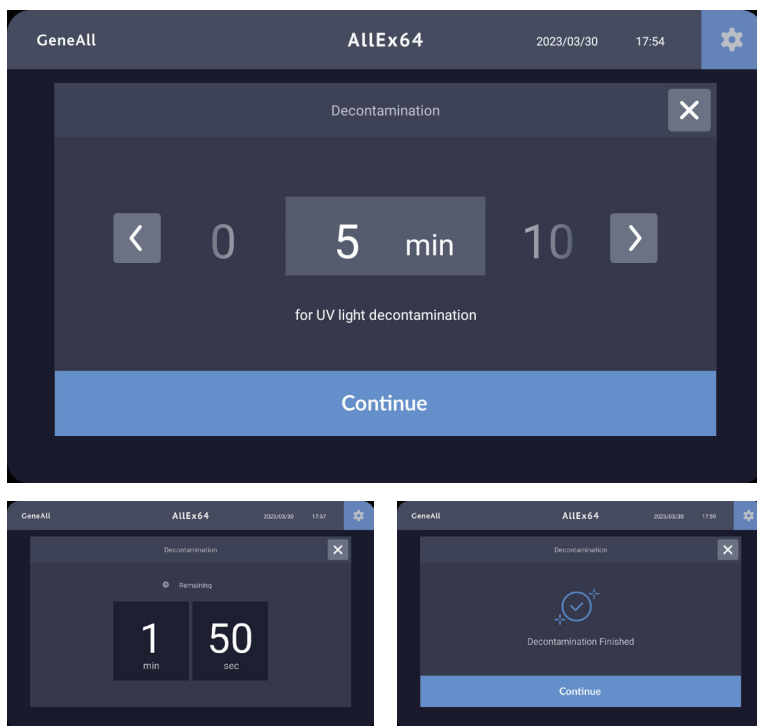 GeneAll AllEx64 2023/03/30 17:54
Decontamination
0 5 min 10
for UV light decontamination
Continue
GeneAll AllEx64 2023/03/30 17:57
Decontamination
Remaining
1 50
min sec
GeneAll AllEx64 2023/03/30 17:59
Decontamination
Decontamination Finished
Continue